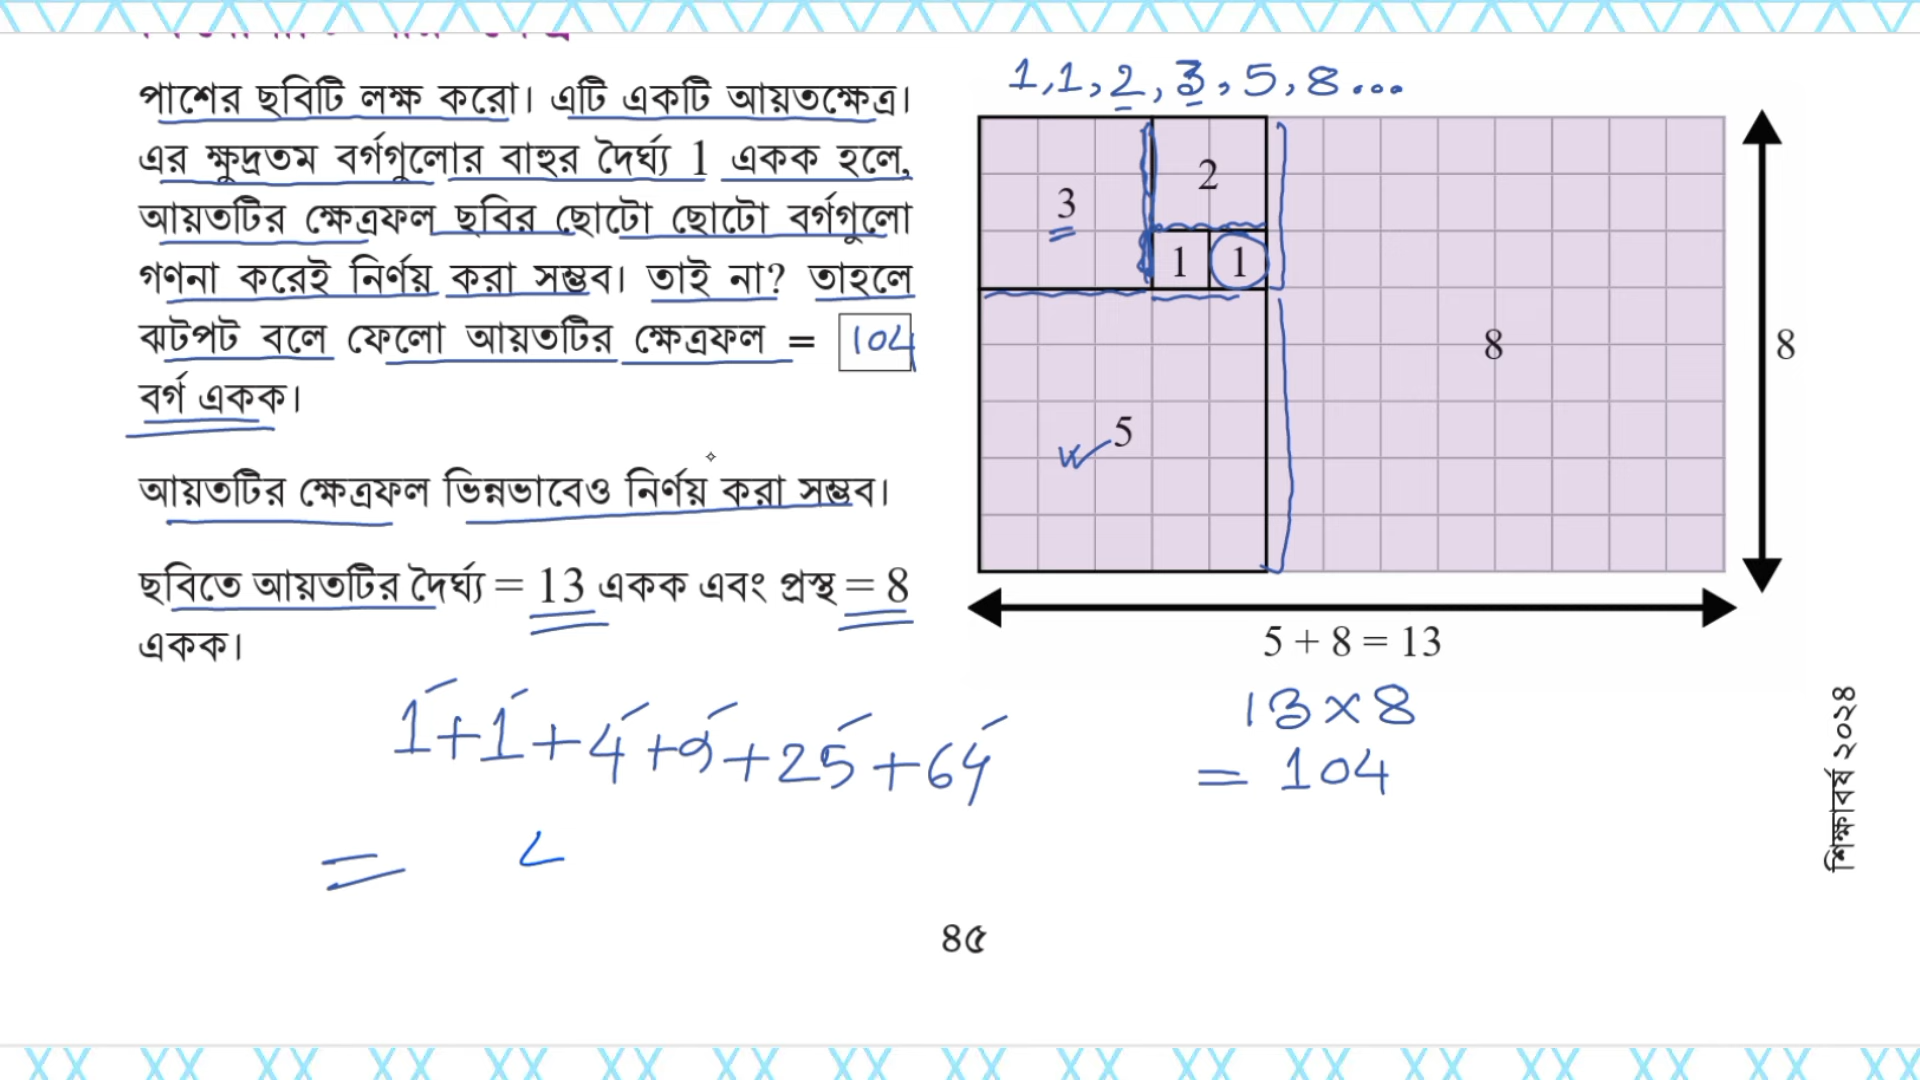 পাশের ছবিটি লক্ষ করো। এটি একটি আয়তক্ষেত্র।
এর ক্ষুদ্রতম বর্গগুলোর বাহুর দৈর্ঘ্য 1 একক হলে,
আয়তটির ক্ষেত্রফল ছবির ছোটো ছোটো বর্গগুলো
গণনা করেই নির্ণয় করা সম্ভব। তাই না? তাহলে
ঝটপট বলে ফেলো আয়তটির ক্ষেত্রফল = 104
বর্গ একক।
আয়তটির ক্ষেত্রফল ভিন্নভাবেও নির্ণয় করা সম্ভব।
ছবিতে আয়তটির দৈর্ঘ্য = 13 একক এবং প্রস্থ = 8
একক।
1+1+4+9+25+64
=
1,1,2,3,5,8...
2
3
1 1
8
8
5
5 + 8 = 13
13×8
= 104
শিক্ষাবর্ষ ২০২৪
৪৫